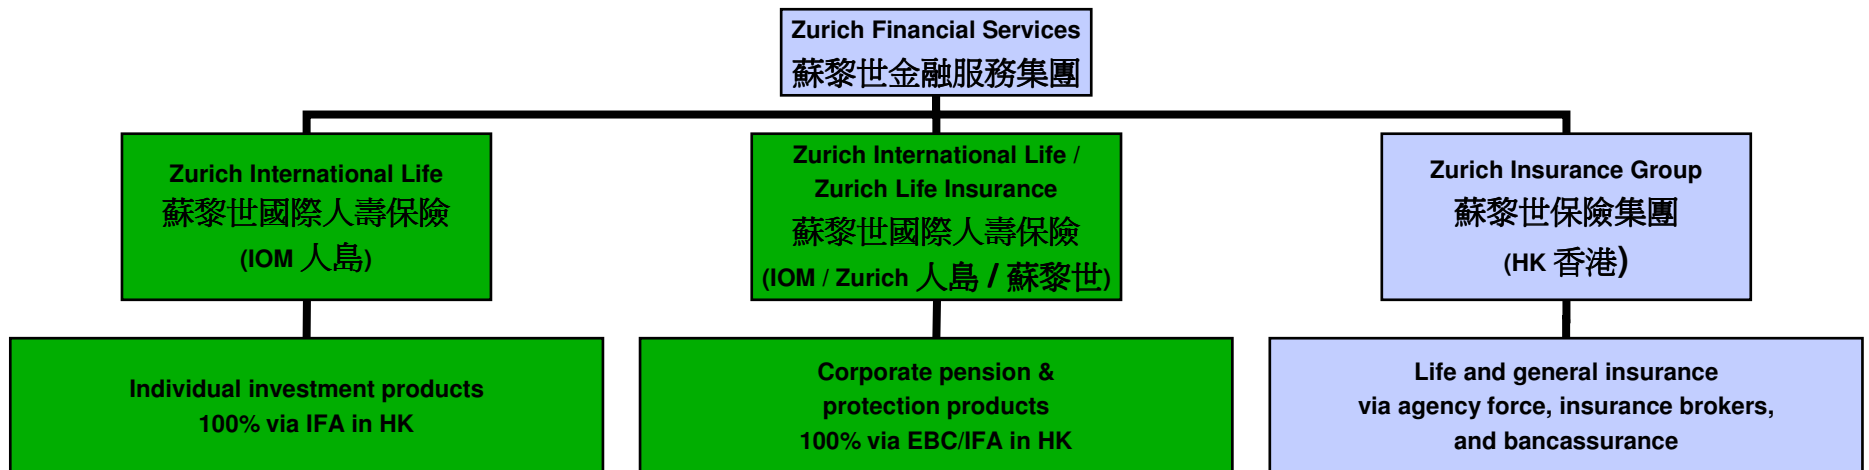 Zurich Financial Services
蘇黎世金融服務集團
Zurich International Life
蘇黎世國際人壽保險
(IOM 人島)
Zurich International Life /
Zurich Life Insurance
蘇黎世國際人壽保險
(IOM / Zurich 人島 / 蘇黎世)
Zurich Insurance Group
蘇黎世保險集團
(HK 香港)
Individual investment products
100% via IFA in HK
Corporate pension &
protection products
100% via EBC/IFA in HK
Life and general insurance
via agency force, insurance brokers,
and bancassurance